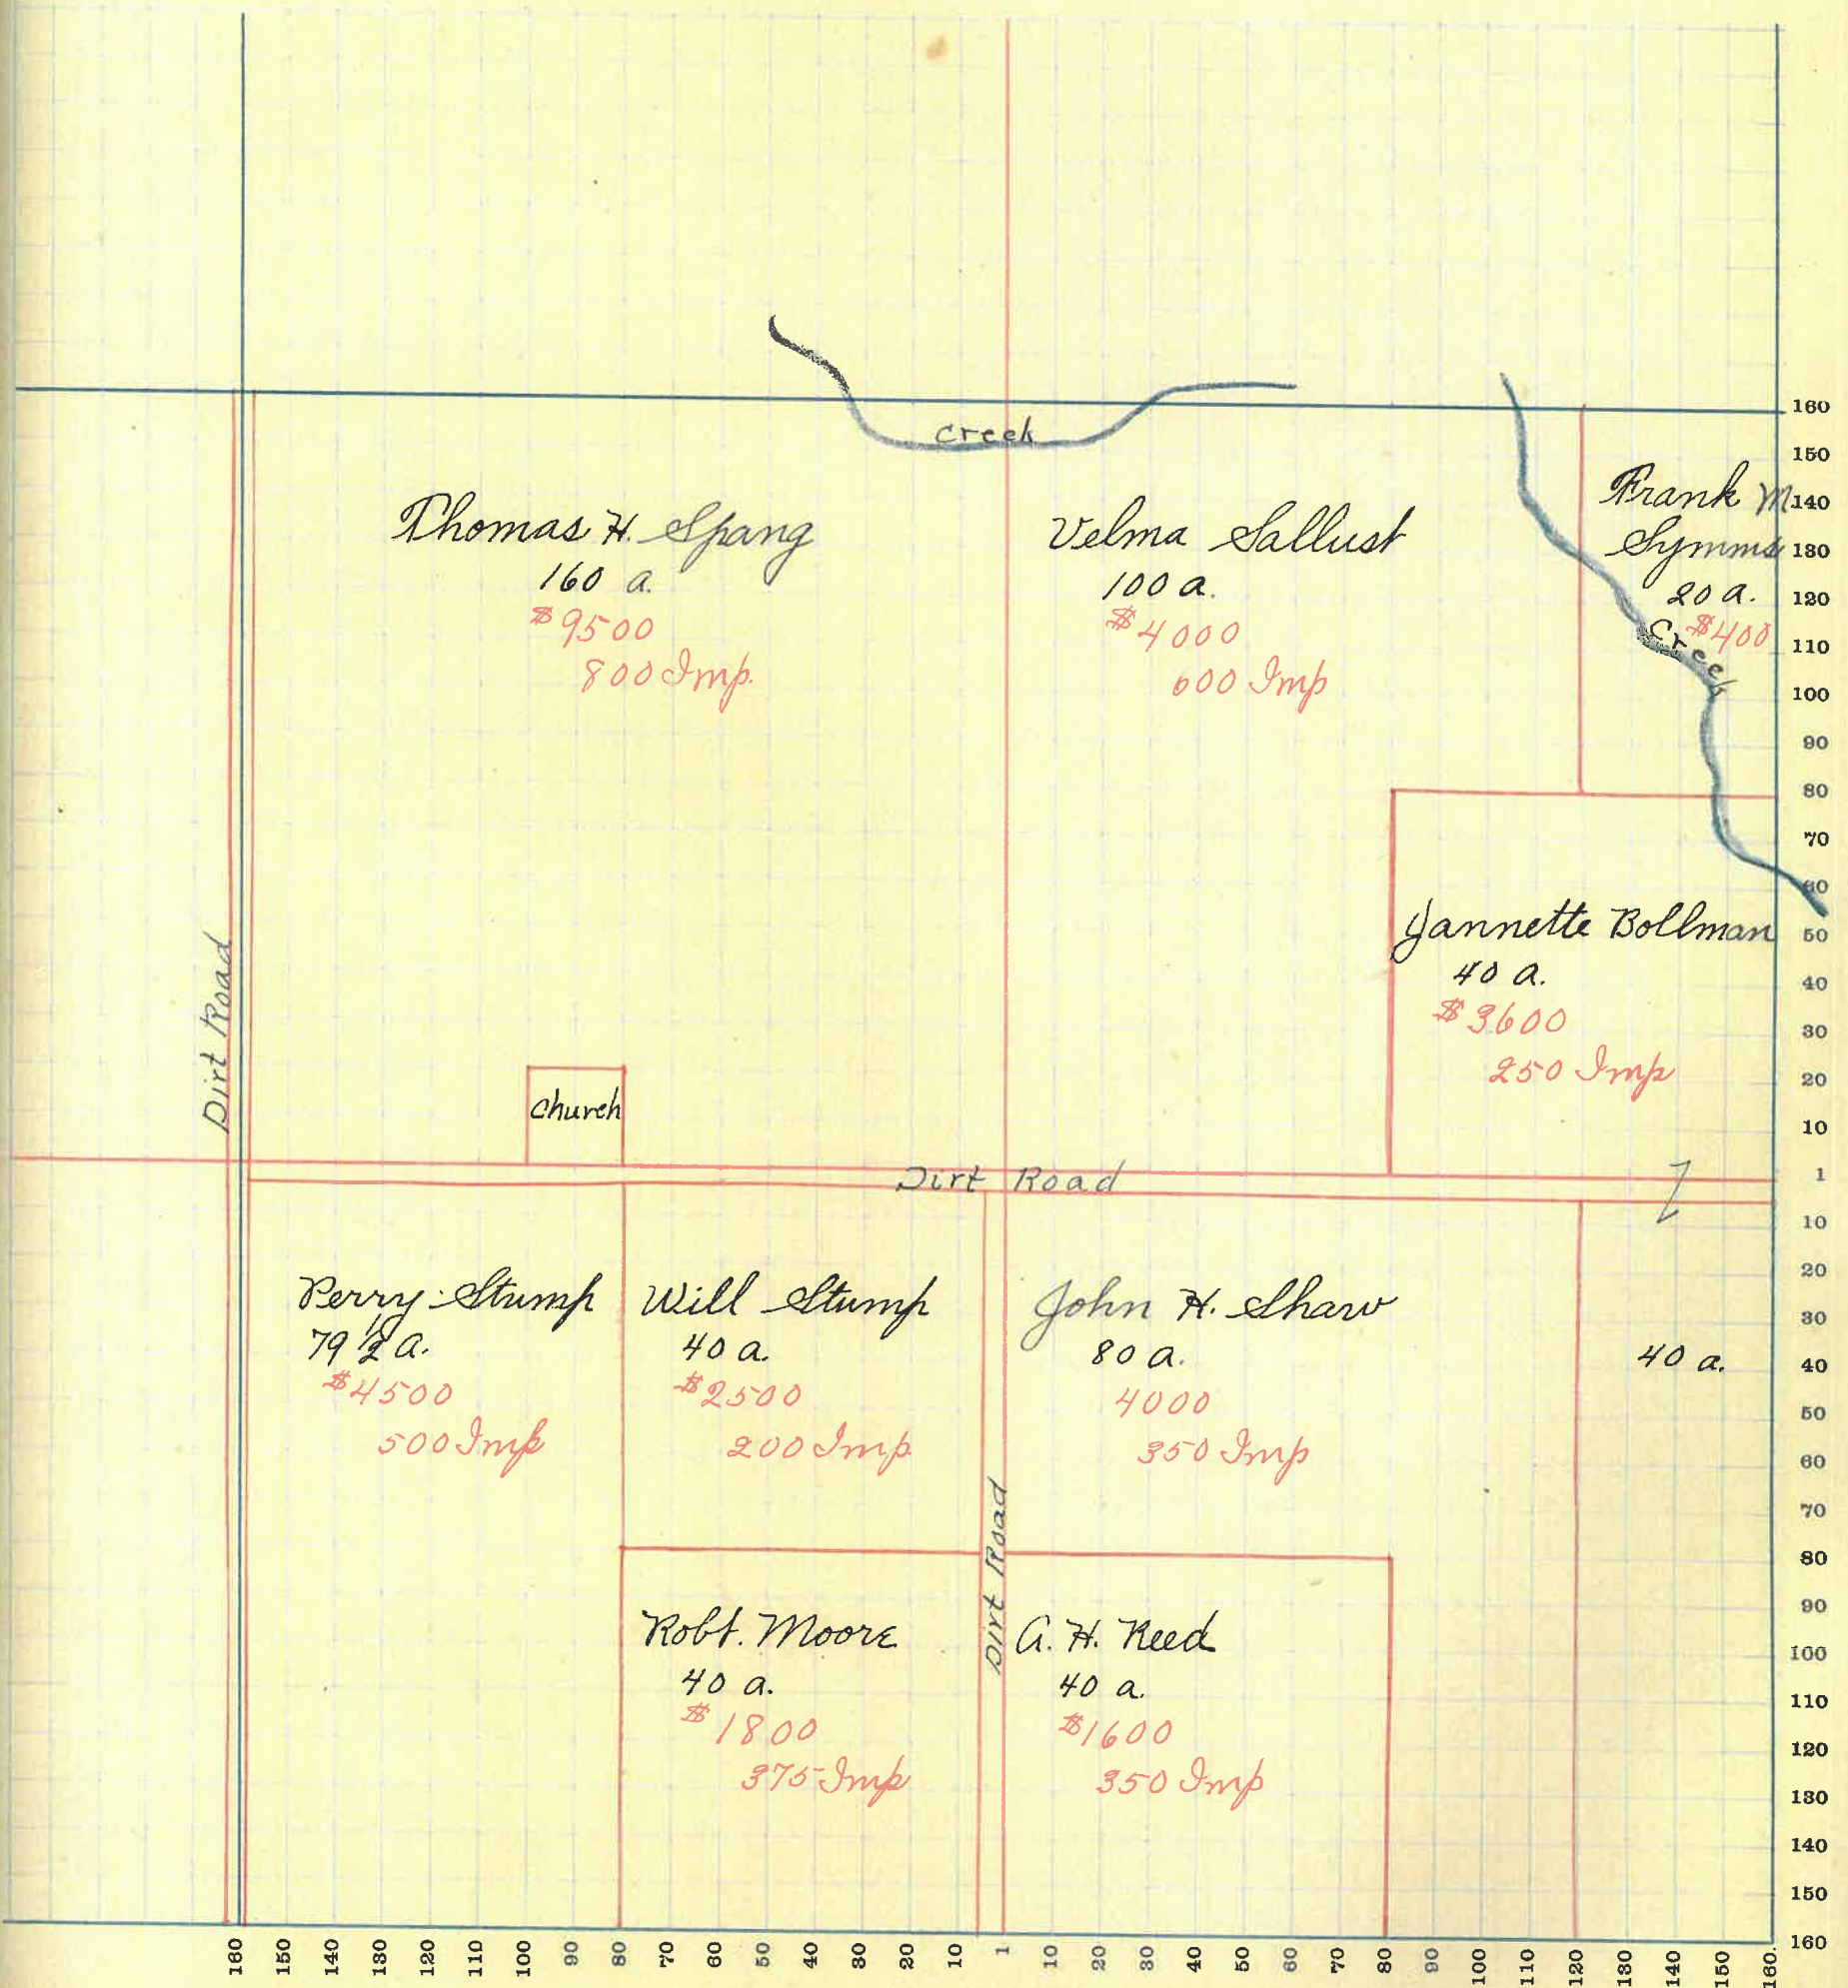 Creek
Thomas H. Spang
160 a.
$9500
800 Imp.
Velma Sallust
100 a.
$4000
600 Imp
Frank M
Symms
20 a.
$400
Creek
Jannette Bollman
40 a.
$3600
250 Imp
Dirt Road
Church
Dirt Road
Perry Stump
79 1/2 a.
$4500
500 Imp
Will Stump
40 a.
$2500
200 Imp.
John H. Shaw
80 a.
4000
350 Imp
40 a.
Dirt Road
Robt. Moore
40 a.
$1800
375 Imp
A. H. Reed
40 a.
$1600
350 Imp
160
150
140
130
120
110
100
90
80
70
60
50
40
30
20
10
1
10
20
30
40
50
60
70
80
90
100
110
120
130
140
150
160
160
150
140
130
120
110
100
90
80
70
60
50
40
30
20
10
1
10
20
30
40
50
60
70
80
90
100
110
120
130
140
150
160.